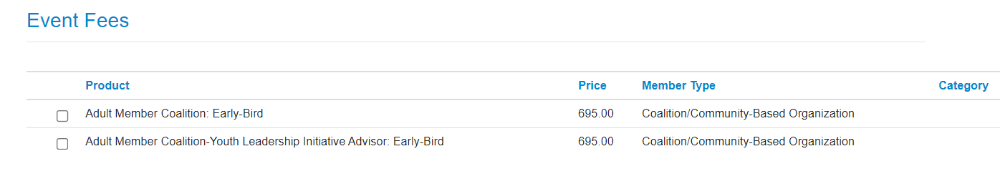 Event Fees
Product Price Member Type Category
Adult Member Coalition: Early-Bird 695.00 Coalition/Community-Based Organization
Adult Member Coalition-Youth Leadership Initiative Advisor: Early-Bird 695.00 Coalition/Community-Based Organization